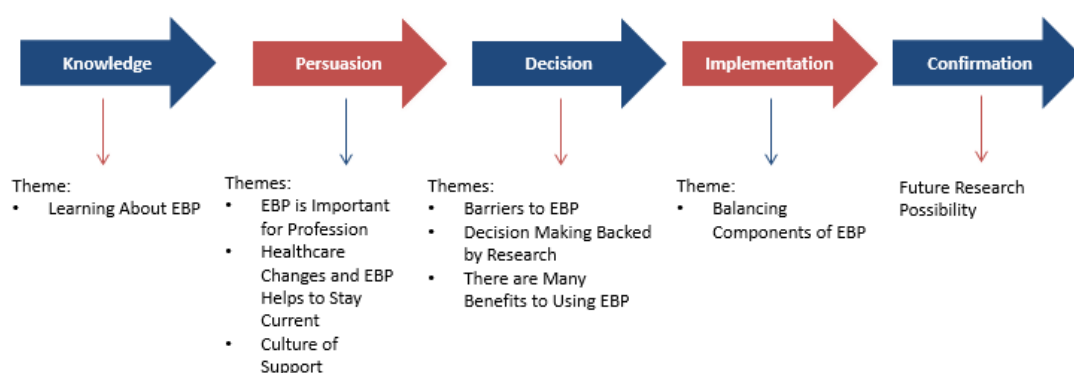 Knowledge
Persuasion
Decision
Implementation
Confirmation
Theme:
• Learning About EBP
Themes:
• EBP is Important
for Profession
• Healthcare
Changes and EBP
Helps to Stay
Current
• Culture of
Support
Themes:
• Barriers to EBP
• Decision Making Backed
by Research
• There are Many
Benefits to Using EBP
Theme:
• Balancing
Components of EBP
Future Research
Possibility